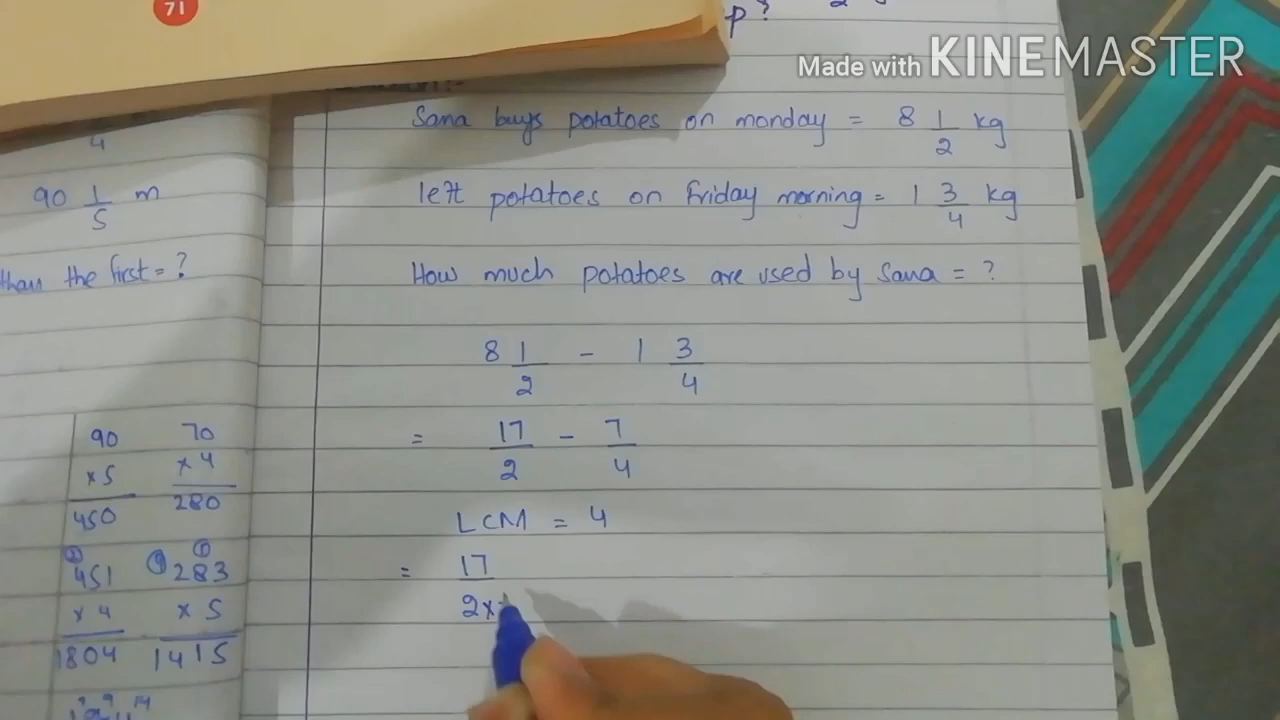 71
p?
Made with KINEMASTER
Sana buys potatoes on monday = 8 1/2 kg
left potatoes on Friday morning = 1 3/4 kg
How much potatoes are used by Sana = ?
8 1/2 - 1 3/4
= 17/2 - 7/4
LCM = 4
= 17
2x
4
90 1/5 m
than the first = ?
90 70
x5 x4
450 280
451 283
x 4 x 5
1804 1415